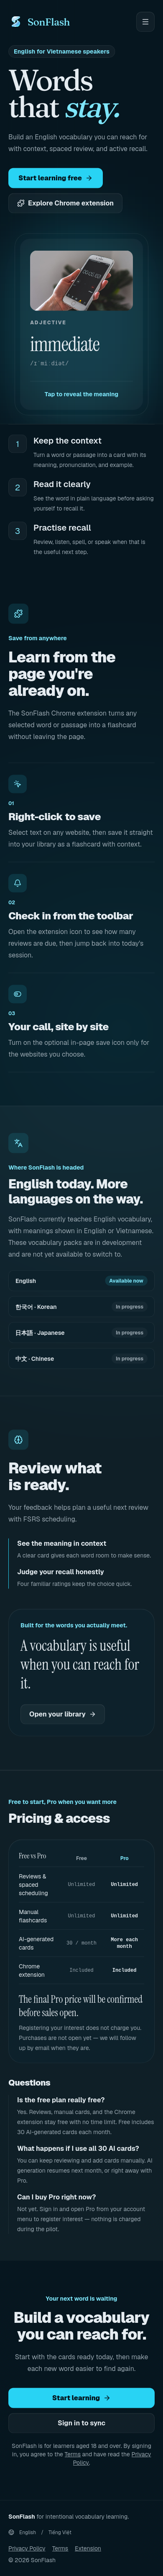 SonFlash
English for Vietnamese speakers
Words
that stay.
Build an English vocabulary you can reach for
with context, spaced review, and active recall.
Start learning free →
Explore Chrome extension
ADJECTIVE
immediate
Tap to reveal the meaning
1
Keep the context
Turn a word or passage into a card with its
meaning, pronunciation, and example.
2
Read it clearly
See the word in plain language before asking
yourself to recall it.
3
Practise recall
Review, listen, spell, or speak when that is
the useful next step.
Save from anywhere
Learn from the
page you're
already on.
The SonFlash Chrome extension turns any
selected word or passage into a flashcard
without leaving the page.
01
Right-click to save
Select text on any website, then save it straight
into your library as a flashcard with context.
02
Check in from the toolbar
Open the extension icon to see how many
reviews are due, then jump back into today's
session.
03
Your call, site by site
Turn on the optional in-page save icon only for
the websites you choose.
Where SonFlash is headed
English today. More
languages on the way.
SonFlash currently teaches English vocabulary,
with meanings shown in English or Vietnamese.
These vocabulary packs are in development
and are not yet available to switch to.
English Available now
한국어 · Korean In progress
日本語 · Japanese In progress
中文 · Chinese In progress
Review what
is ready.
Your feedback helps plan a useful next review
with FSRS scheduling.
See the meaning in context
A clear card gives each word room to make sense.
Judge your recall honestly
Four familiar ratings keep the choice quick.
Built for the words you actually meet.
A vocabulary is useful
when you can reach for
it.
Open your library →
Free to start, Pro when you want more
Pricing & access
Free vs Pro Free Pro
Reviews &
spaced
scheduling
Unlimited Unlimited
Manual
flashcards
Unlimited Unlimited
AI-generated
cards
30 / month
More each
month
Chrome
extension
Included Included
The final Pro price will be confirmed
before sales open.
Registering your interest does not charge you.
Purchases are not open yet — we will follow
up by email when they are.
Questions
Is the free plan really free?
Yes. Reviews, manual cards, and the Chrome
extension stay free with no time limit. Free includes
30 AI-generated cards each month.
What happens if I use all 30 AI cards?
You can keep reviewing and add cards manually. AI
generation resumes next month, or right away with
Pro.
Can I buy Pro right now?
Not yet. Sign in and open Pro from your account
menu to register interest — nothing is charged
during the pilot.
Your next word is waiting
Build a vocabulary
you can reach for.
Start with the cards ready today, then make
each new word easier to find again.
Start learning →
Sign in to sync
SonFlash is for learners aged 18 and over. By signing
in, you agree to the Terms and have read the Privacy
Policy.
SonFlash for intentional vocabulary learning.
English / Tiếng Việt
Privacy Policy Terms Extension
© 2026 SonFlash